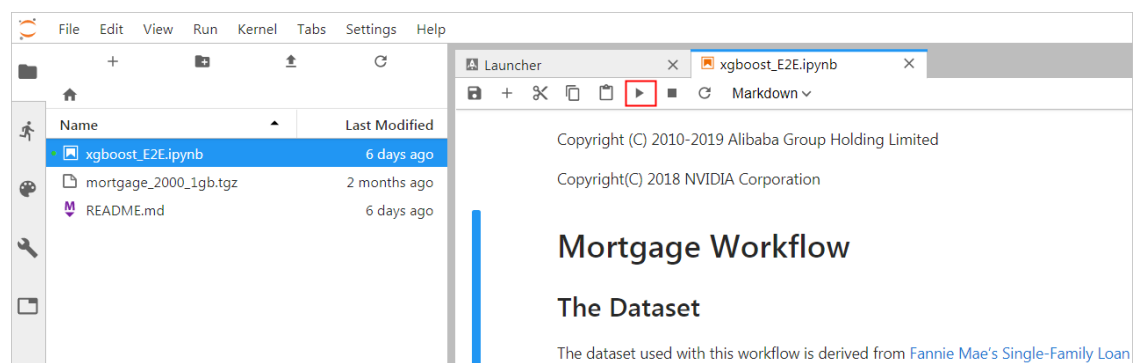 File Edit View Run Kernel Tabs Settings Help
Launcher
xgboost_E2E.ipynb
Markdown
Name Last Modified
xgboost_E2E.ipynb 6 days ago
mortgage_2000_1gb.tgz 2 months ago
README.md 6 days ago
Copyright (C) 2010-2019 Alibaba Group Holding Limited
Copyright(C) 2018 NVIDIA Corporation
Mortgage Workflow
The Dataset
The dataset used with this workflow is derived from Fannie Mae's Single-Family Loan